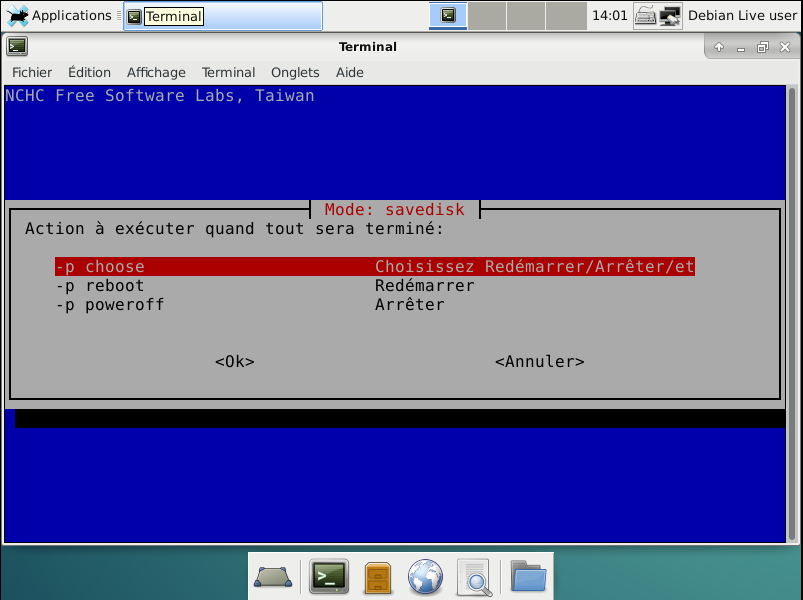 Applications Terminal 14:01 Debian Live user
Terminal
Fichier Édition Affichage Terminal Onglets Aide
NCHC Free Software Labs, Taiwan
Mode: savedisk
Action à exécuter quand tout sera terminé:
-p choose Choisissez Redémarrer/Arrêter/et
-p reboot Redémarrer
-p poweroff Arrêter
<Ok> <Annuler>